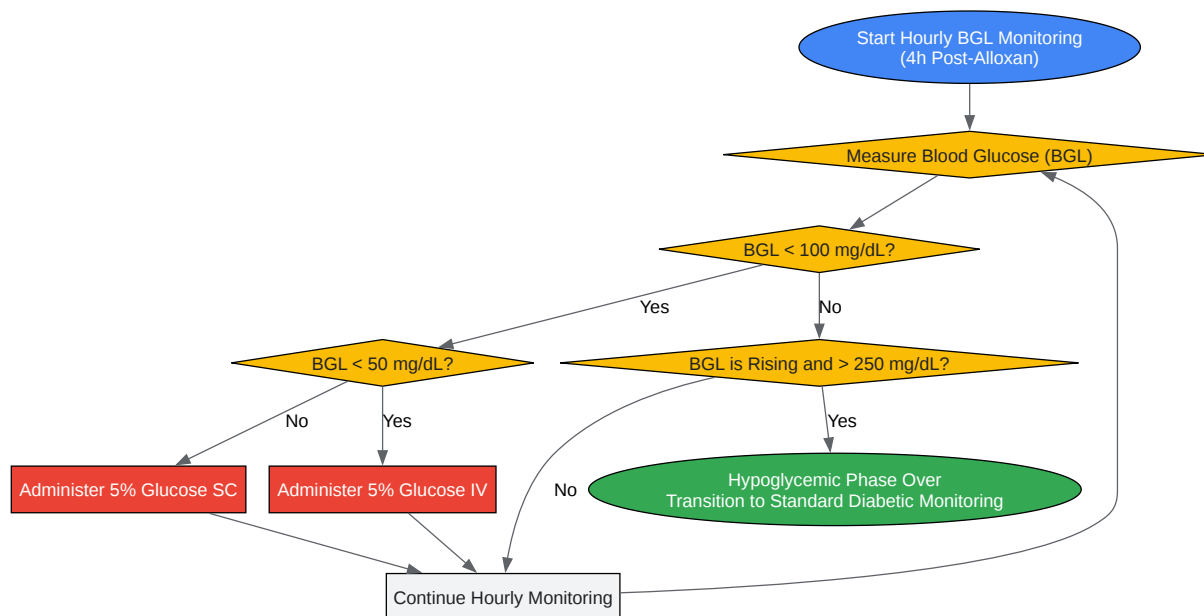 Start Hourly BGL Monitoring
(4h Post-Alloxan)
Measure Blood Glucose (BGL)
BGL < 100 mg/dL?
Yes
No
BGL < 50 mg/dL?
BGL is Rising and > 250 mg/dL?
No
Yes
Yes
Administer 5% Glucose SC
Administer 5% Glucose IV
No
Hypoglycemic Phase Over
Transition to Standard Diabetic Monitoring
Continue Hourly Monitoring